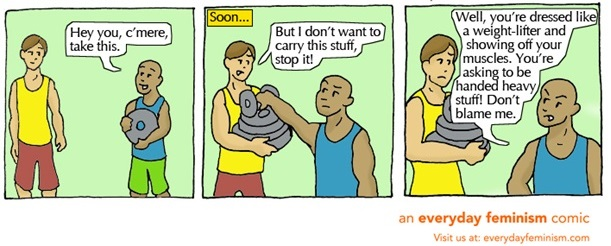 Hey you, c'mere,
take this.
Soon...
But I don't want to
carry this stuff,
stop it!
Well, you're dressed like
a weight-lifter and
showing off your
muscles. You're
asking to be
handed heavy
stuff! Don't
blame me.
an everyday feminism comic
Visit us at: everydayfeminism.com